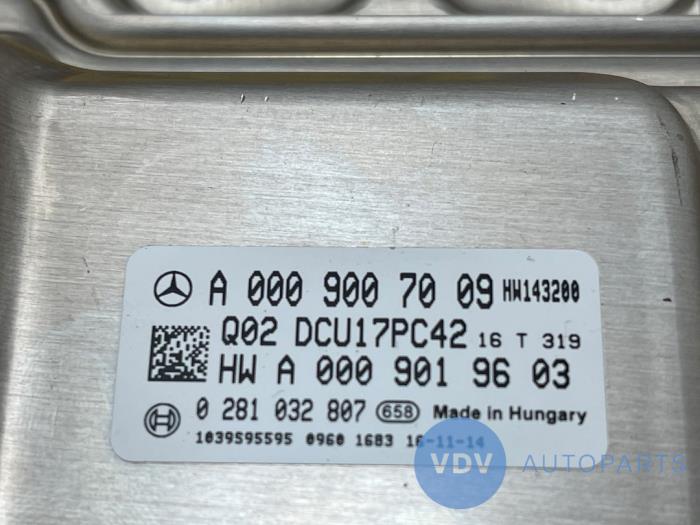 A 000 900 70 09 HW143200
Q02 DCU17PC42 16 T 319
HW A 000 901 96 03
0 281 032 807 658 Made in Hungary
1039S95595 0960 1683 16-11-14
VDV AUTOPARTS